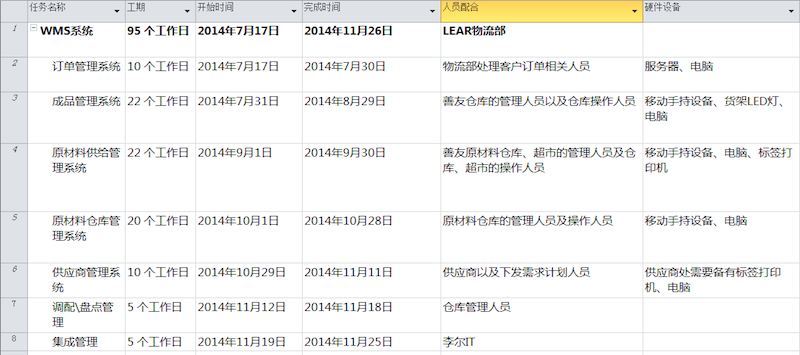 任务名称 工期 开始时间 完成时间 人员配合 硬件设备
1 WMS系统 95 个工作日 2014年7月17日 2014年11月26日 LEAR物流部
2 订单管理系统 10 个工作日 2014年7月17日 2014年7月30日 物流部处理客户订单相关人员 服务器、电脑
3 成品管理系统 22 个工作日 2014年7月31日 2014年8月29日 善友仓库的管理人员以及仓库操作人员 移动手持设备、货架LED灯、
电脑
4 原材料供给管 22 个工作日 2014年9月1日 2014年9月30日 善友原材料仓库、超市的管理人员及仓 移动手持设备、电脑、标签打
理系统 库、超市的操作人员 印机
5 原材料仓库管 20 个工作日 2014年10月1日 2014年10月28日 原材料仓库的管理人员及操作人员 移动手持设备、电脑
理系统
6 供应商管理系 10 个工作日 2014年10月29日 2014年11月11日 供应商以及下发需求计划人员 供应商处需要备有标签打印
统 机、电脑
7 调配\盘点管 5 个工作日 2014年11月12日 2014年11月18日 仓库管理人员
理
8 集成管理 5 个工作日 2014年11月19日 2014年11月25日 李尔IT